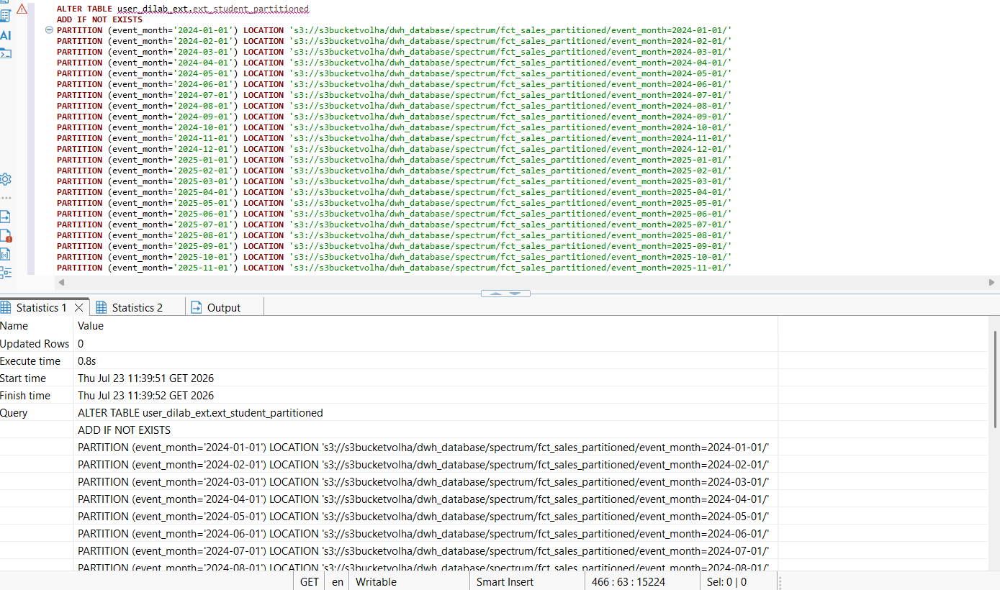 AI
ALTER TABLE user_dilab_ext.ext_student_partitioned
ADD IF NOT EXISTS
PARTITION (event_month='2024-01-01') LOCATION 's3://s3bucketvolha/dwh_database/spectrum/fct_sales_partitioned/event_month=2024-01-01/'
PARTITION (event_month='2024-02-01') LOCATION 's3://s3bucketvolha/dwh_database/spectrum/fct_sales_partitioned/event_month=2024-02-01/'
PARTITION (event_month='2024-03-01') LOCATION 's3://s3bucketvolha/dwh_database/spectrum/fct_sales_partitioned/event_month=2024-03-01/'
PARTITION (event_month='2024-04-01') LOCATION 's3://s3bucketvolha/dwh_database/spectrum/fct_sales_partitioned/event_month=2024-04-01/'
PARTITION (event_month='2024-05-01') LOCATION 's3://s3bucketvolha/dwh_database/spectrum/fct_sales_partitioned/event_month=2024-05-01/'
PARTITION (event_month='2024-06-01') LOCATION 's3://s3bucketvolha/dwh_database/spectrum/fct_sales_partitioned/event_month=2024-06-01/'
PARTITION (event_month='2024-07-01') LOCATION 's3://s3bucketvolha/dwh_database/spectrum/fct_sales_partitioned/event_month=2024-07-01/'
PARTITION (event_month='2024-08-01') LOCATION 's3://s3bucketvolha/dwh_database/spectrum/fct_sales_partitioned/event_month=2024-08-01/'
PARTITION (event_month='2024-09-01') LOCATION 's3://s3bucketvolha/dwh_database/spectrum/fct_sales_partitioned/event_month=2024-09-01/'
PARTITION (event_month='2024-10-01') LOCATION 's3://s3bucketvolha/dwh_database/spectrum/fct_sales_partitioned/event_month=2024-10-01/'
PARTITION (event_month='2024-11-01') LOCATION 's3://s3bucketvolha/dwh_database/spectrum/fct_sales_partitioned/event_month=2024-11-01/'
PARTITION (event_month='2024-12-01') LOCATION 's3://s3bucketvolha/dwh_database/spectrum/fct_sales_partitioned/event_month=2024-12-01/'
PARTITION (event_month='2025-01-01') LOCATION 's3://s3bucketvolha/dwh_database/spectrum/fct_sales_partitioned/event_month=2025-01-01/'
PARTITION (event_month='2025-02-01') LOCATION 's3://s3bucketvolha/dwh_database/spectrum/fct_sales_partitioned/event_month=2025-02-01/'
PARTITION (event_month='2025-03-01') LOCATION 's3://s3bucketvolha/dwh_database/spectrum/fct_sales_partitioned/event_month=2025-03-01/'
PARTITION (event_month='2025-04-01') LOCATION 's3://s3bucketvolha/dwh_database/spectrum/fct_sales_partitioned/event_month=2025-04-01/'
PARTITION (event_month='2025-05-01') LOCATION 's3://s3bucketvolha/dwh_database/spectrum/fct_sales_partitioned/event_month=2025-05-01/'
PARTITION (event_month='2025-06-01') LOCATION 's3://s3bucketvolha/dwh_database/spectrum/fct_sales_partitioned/event_month=2025-06-01/'
PARTITION (event_month='2025-07-01') LOCATION 's3://s3bucketvolha/dwh_database/spectrum/fct_sales_partitioned/event_month=2025-07-01/'
PARTITION (event_month='2025-08-01') LOCATION 's3://s3bucketvolha/dwh_database/spectrum/fct_sales_partitioned/event_month=2025-08-01/'
PARTITION (event_month='2025-09-01') LOCATION 's3://s3bucketvolha/dwh_database/spectrum/fct_sales_partitioned/event_month=2025-09-01/'
PARTITION (event_month='2025-10-01') LOCATION 's3://s3bucketvolha/dwh_database/spectrum/fct_sales_partitioned/event_month=2025-10-01/'
PARTITION (event_month='2025-11-01') LOCATION 's3://s3bucketvolha/dwh_database/spectrum/fct_sales_partitioned/event_month=2025-11-01/'
Statistics 1 Statistics 2 Output
Name Value
Updated Rows 0
Execute time 0.8s
Start time Thu Jul 23 11:39:51 GET 2026
Finish time Thu Jul 23 11:39:52 GET 2026
Query ALTER TABLE user_dilab_ext.ext_student_partitioned
ADD IF NOT EXISTS
PARTITION (event_month='2024-01-01') LOCATION 's3://s3bucketvolha/dwh_database/spectrum/fct_sales_partitioned/event_month=2024-01-01/'
PARTITION (event_month='2024-02-01') LOCATION 's3://s3bucketvolha/dwh_database/spectrum/fct_sales_partitioned/event_month=2024-02-01/'
PARTITION (event_month='2024-03-01') LOCATION 's3://s3bucketvolha/dwh_database/spectrum/fct_sales_partitioned/event_month=2024-03-01/'
PARTITION (event_month='2024-04-01') LOCATION 's3://s3bucketvolha/dwh_database/spectrum/fct_sales_partitioned/event_month=2024-04-01/'
PARTITION (event_month='2024-05-01') LOCATION 's3://s3bucketvolha/dwh_database/spectrum/fct_sales_partitioned/event_month=2024-05-01/'
PARTITION (event_month='2024-06-01') LOCATION 's3://s3bucketvolha/dwh_database/spectrum/fct_sales_partitioned/event_month=2024-06-01/'
PARTITION (event_month='2024-07-01') LOCATION 's3://s3bucketvolha/dwh_database/spectrum/fct_sales_partitioned/event_month=2024-07-01/'
PARTITION (event_month='2024-08-01') LOCATION 's3://s3bucketvolha/dwh_database/spectrum/fct_sales_partitioned/event_month=2024-08-01/'
GET en Writable Smart Insert 466 : 63 : 15224 Sel: 0 | 0